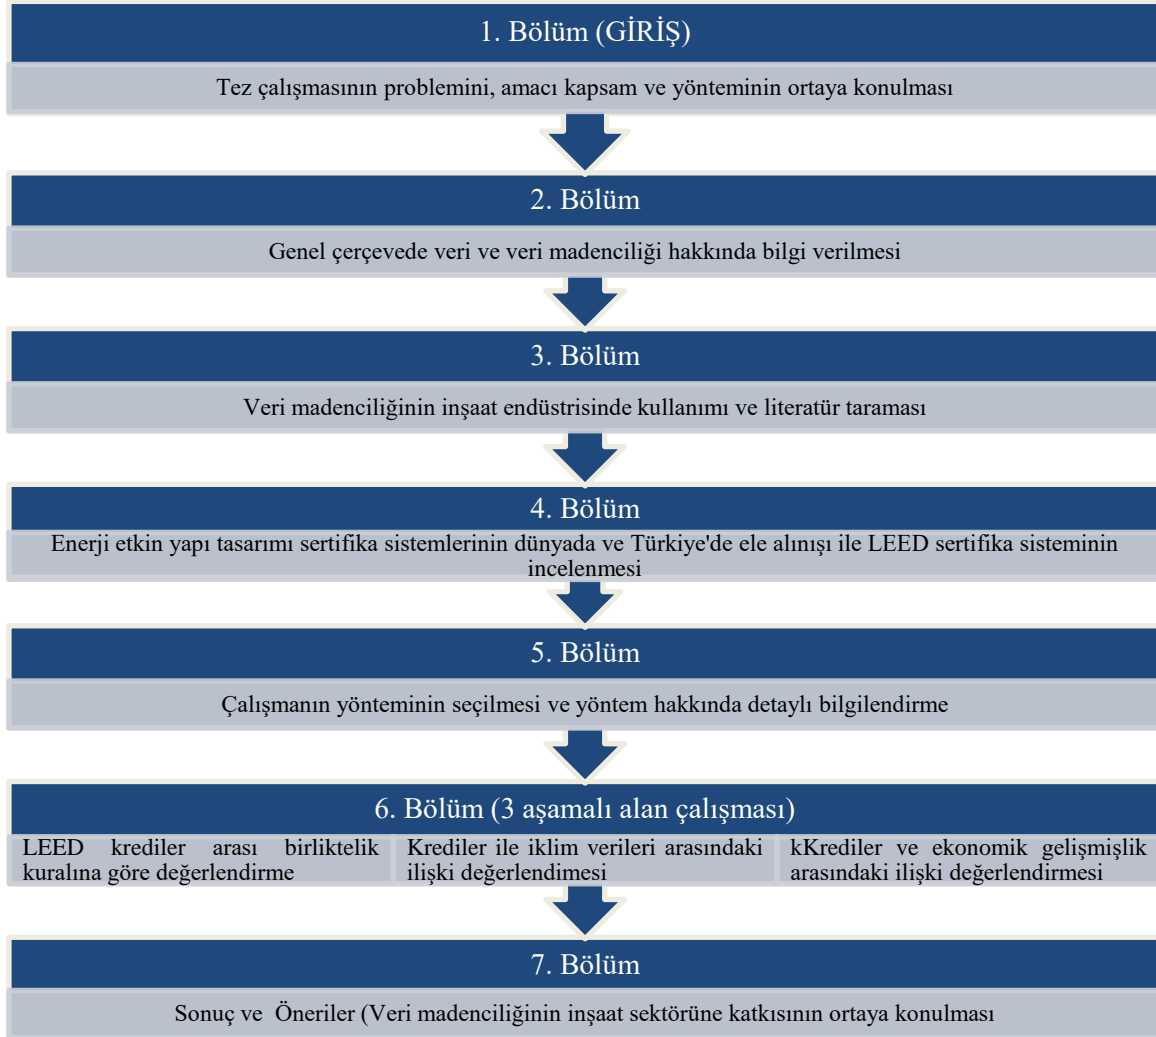 1. Bölüm (GİRİŞ)
Tez çalışmasının problemini, amacı kapsam ve yönteminin ortaya konulması
2. Bölüm
Genel çerçevede veri ve veri madenciliği hakkında bilgi verilmesi
3. Bölüm
Veri madenciliğinin inşaat endüstrisinde kullanımı ve literatür taraması
4. Bölüm
Enerji etkin yapı tasarımı sertifika sistemlerinin dünyada ve Türkiye'de ele alınışı ile LEED sertifika sisteminin
incelenmesi
5. Bölüm
Çalışmanın yönteminin seçilmesi ve yöntem hakkında detaylı bilgilendirme
6. Bölüm (3 aşamalı alan çalışması)
LEED krediler arası birliktelik
kuralına göre değerlendirme
Krediler ile iklim verileri arasındaki
ilişki değerlendimesi
kKrediler ve ekonomik gelişmişlik
arasındaki ilişki değerlendirmesi
7. Bölüm
Sonuç ve Öneriler (Veri madenciliğinin inşaat sektörüne katkısının ortaya konulması